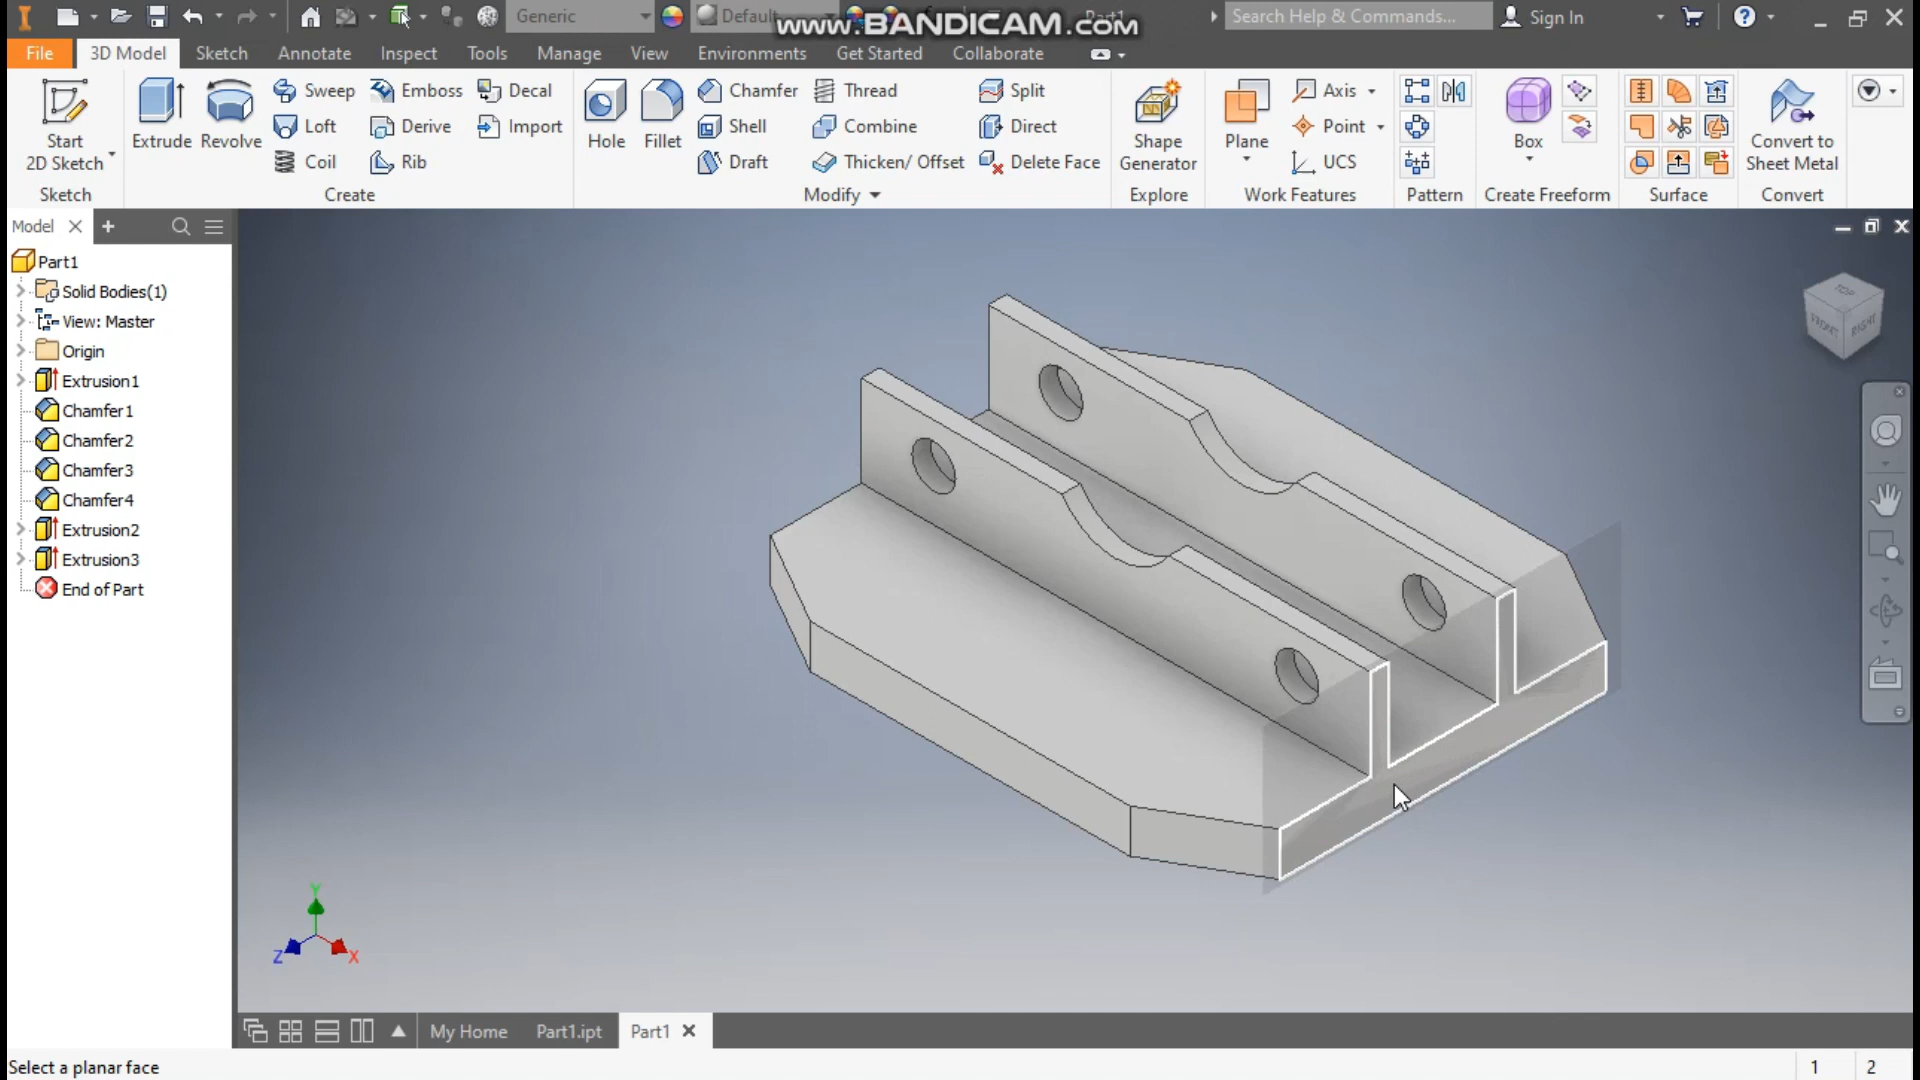 Generic
Default
www.BANDICAM.com
Part1
Search Help & Commands...
Sign In
File
3D Model
Sketch
Annotate
Inspect
Tools
Manage
View
Environments
Get Started
Collaborate
Start
2D Sketch
Extrude
Revolve
Sweep
Loft
Coil
Emboss
Derive
Rib
Decal
Import
Hole
Fillet
Chamfer
Shell
Draft
Thread
Combine
Thicken/ Offset
Split
Direct
Delete Face
Shape
Generator
Plane
Axis
Point
UCS
Box
Convert to
Sheet Metal
Sketch
Create
Modify
Explore
Work Features
Pattern
Create Freeform
Surface
Convert
Model
Part1
Solid Bodies(1)
View: Master
Origin
Extrusion1
Chamfer1
Chamfer2
Chamfer3
Chamfer4
Extrusion2
Extrusion3
End of Part
TOP
FRONT
RIGHT
Y
Z
X
My Home
Part1.ipt
Part1
Select a planar face
1
2